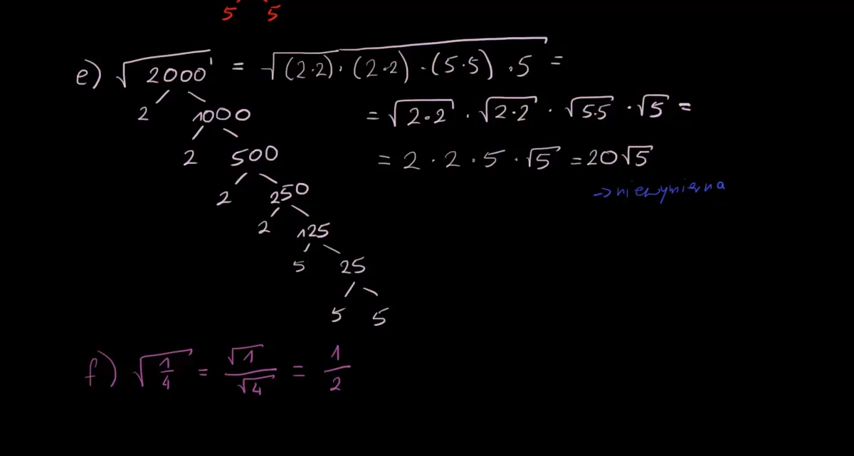 5 5
e) √2000 = √(2·2)·(2·2)·(5·5)·5 =
2 1000
= √2·2 · √2·2 · √5·5 · √5 =
2 500
= 2 · 2 · 5 · √5 = 20√5
2 250
→ niewymierna
2 125
5 25
5 5
f) √1/4 = √1/√4 = 1/2